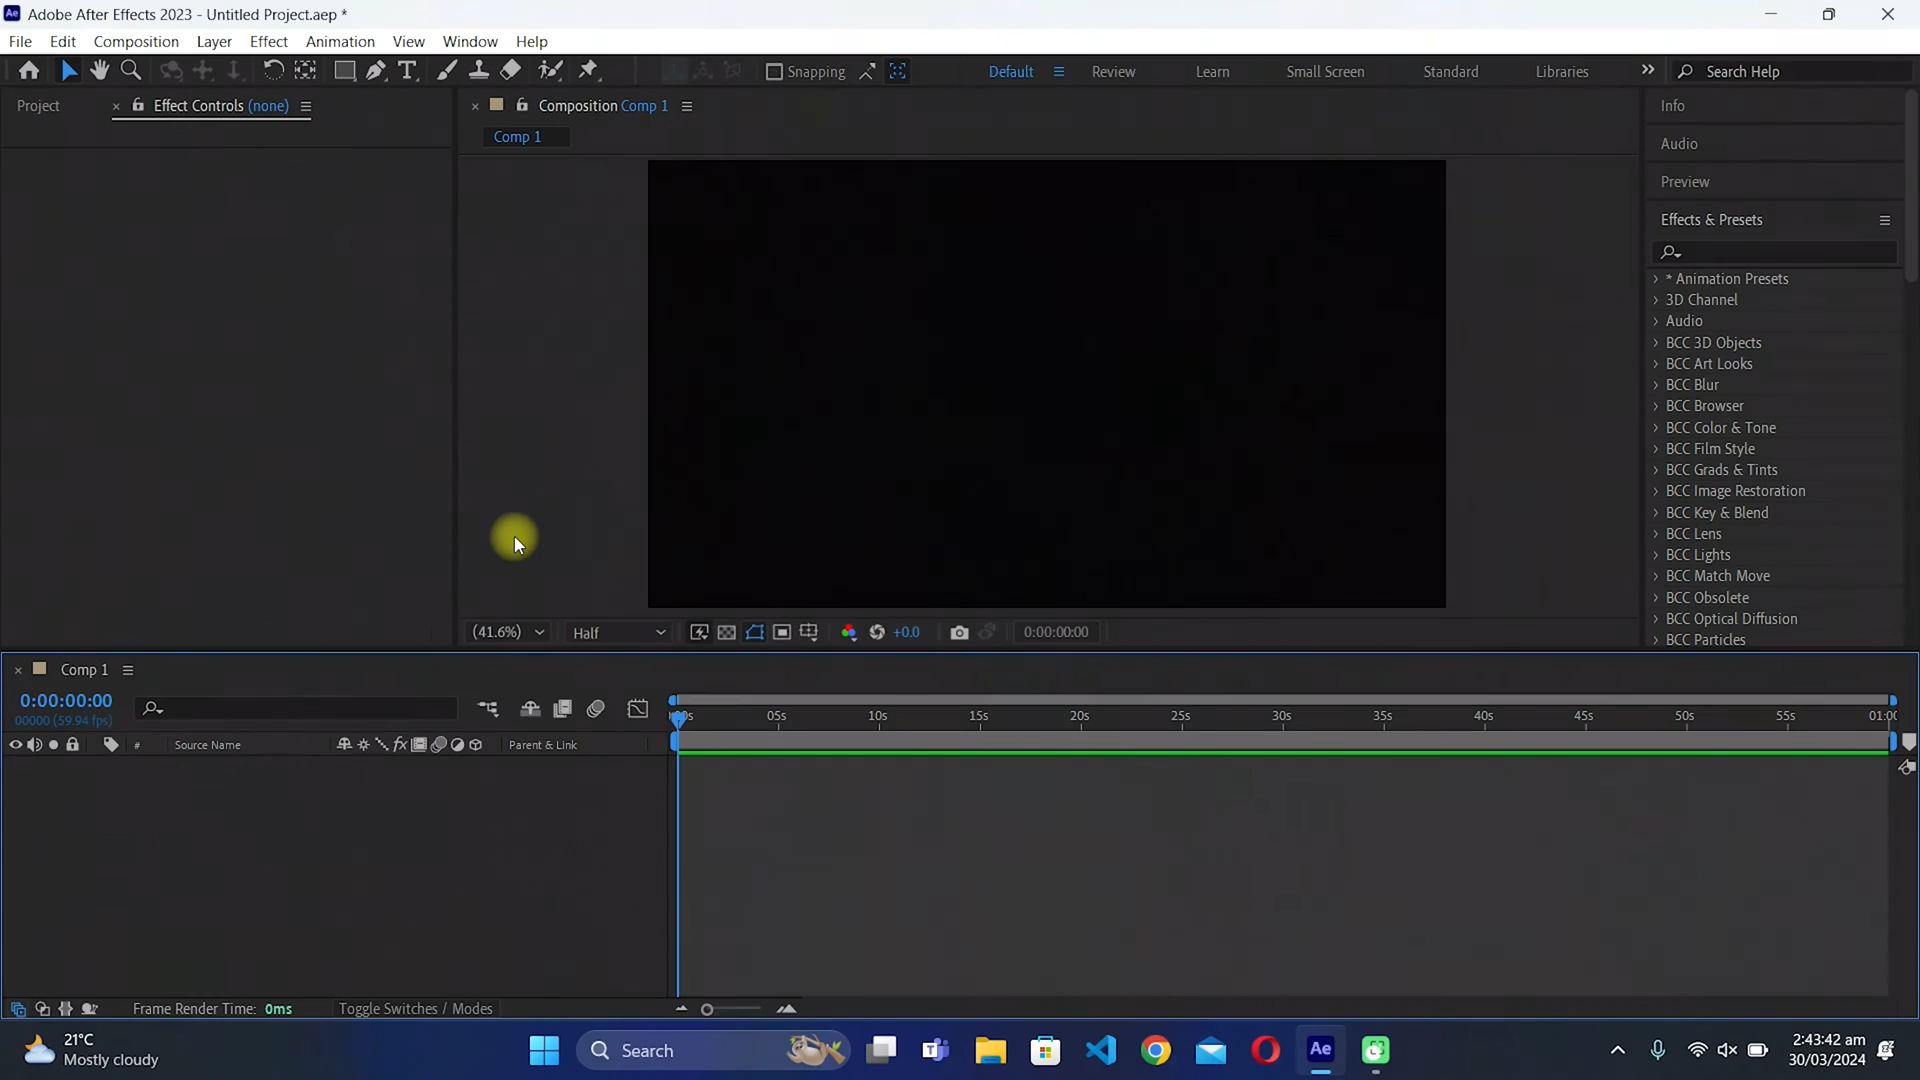 Ae Adobe After Effects 2023 - Untitled Project.aep *
File Edit Composition Layer Effect Animation View Window Help
Snapping Default Review Learn Small Screen Standard Libraries Search Help
Project Effect Controls (none)
Composition Comp 1
Comp 1
Info
Audio
Preview
Effects & Presets
* Animation Presets
3D Channel
Audio
BCC 3D Objects
BCC Art Looks
BCC Blur
BCC Browser
BCC Color & Tone
BCC Film Style
BCC Grads & Tints
BCC Image Restoration
BCC Key & Blend
BCC Lens
BCC Lights
BCC Match Move
BCC Obsolete
BCC Optical Diffusion
BCC Particles
(41.6%) Half +0.0 0:00:00:00
Comp 1
0:00:00:00
00000 (59.94 fps)
05s 10s 15s 20s 25s 30s 35s 40s 45s 50s 55s
# Source Name fx Parent & Link
Frame Render Time: 0ms Toggle Switches / Modes
21°C
Mostly cloudy
Search
Ae
2:43:42 am
30/03/2024